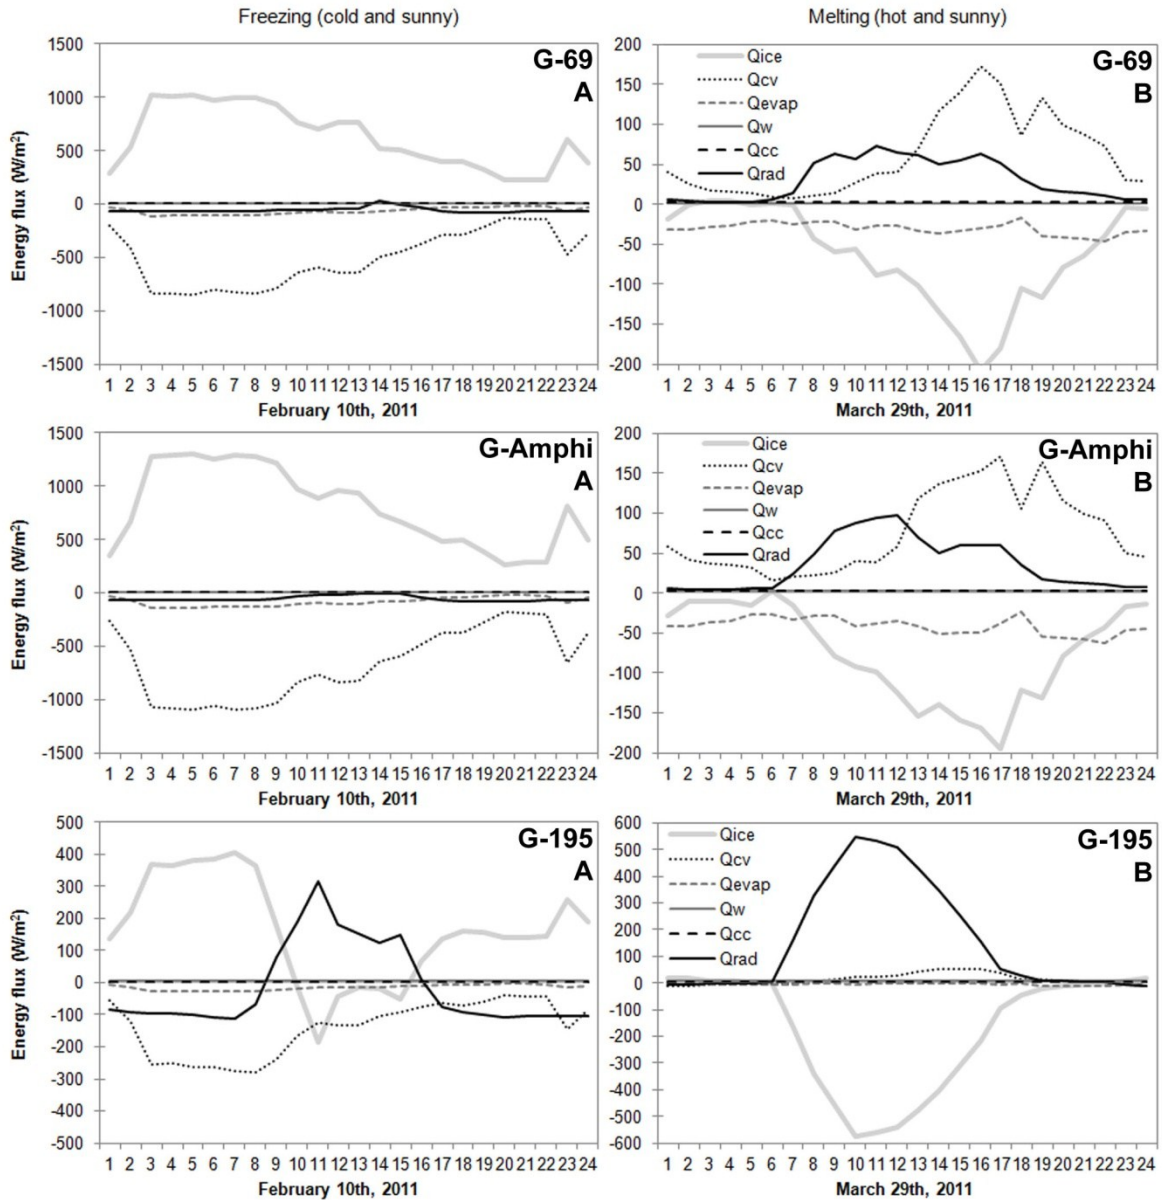 Freezing (cold and sunny)
Melting (hot and sunny)
G-69
A
1500
1000
500
0
-500
-1000
-1500
Energy flux (W/m²)
1 2 3 4 5 6 7 8 9 10 11 12 13 14 15 16 17 18 19 20 21 22 23 24
February 10th, 2011
G-69
B
200
150
100
50
0
-50
-100
-150
-200
Qice
Qcv
Qevap
Qw
Qcc
Qrad
1 2 3 4 5 6 7 8 9 10 11 12 13 14 15 16 17 18 19 20 21 22 23 24
March 29th, 2011
G-Amphi
A
1500
1000
500
0
-500
-1000
-1500
Energy flux (W/m²)
1 2 3 4 5 6 7 8 9 10 11 12 13 14 15 16 17 18 19 20 21 22 23 24
February 10th, 2011
G-Amphi
B
200
150
100
50
0
-50
-100
-150
-200
Qice
Qcv
Qevap
Qw
Qcc
Qrad
1 2 3 4 5 6 7 8 9 10 11 12 13 14 15 16 17 18 19 20 21 22 23 24
March 29th, 2011
G-195
A
500
400
300
200
100
0
-100
-200
-300
-400
-500
Energy flux (W/m²)
1 2 3 4 5 6 7 8 9 10 11 12 13 14 15 16 17 18 19 20 21 22 23 24
February 10th, 2011
G-195
B
600
500
400
300
200
100
0
-100
-200
-300
-400
-500
-600
Qice
Qcv
Qevap
Qw
Qcc
Qrad
1 2 3 4 5 6 7 8 9 10 11 12 13 14 15 16 17 18 19 20 21 22 23 24
March 29th, 2011